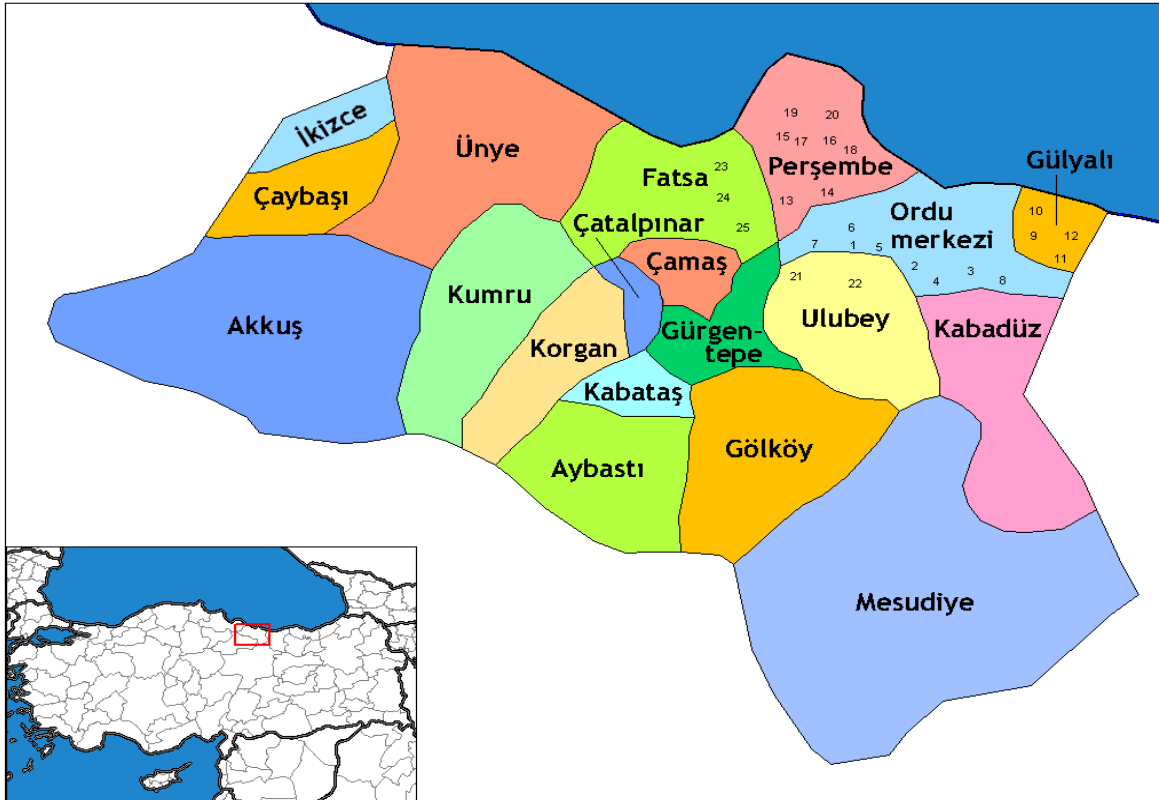 19
20
İkizce
15
17
16
18
Ünye
Gülyalı
Perşembe
23
Fatsa
Çaybaşı
14
24
13
10
Ordu
merkezi
Çatalpınar
25
6
9
12
7
1
5
11
Çamaş
2
3
21
4
8
22
Kumru
Akkuş
Ulubey
Gürgen-
tepe
Kabadüz
Korgan
Kabataş
Gölköy
Aybastı
Mesudiye